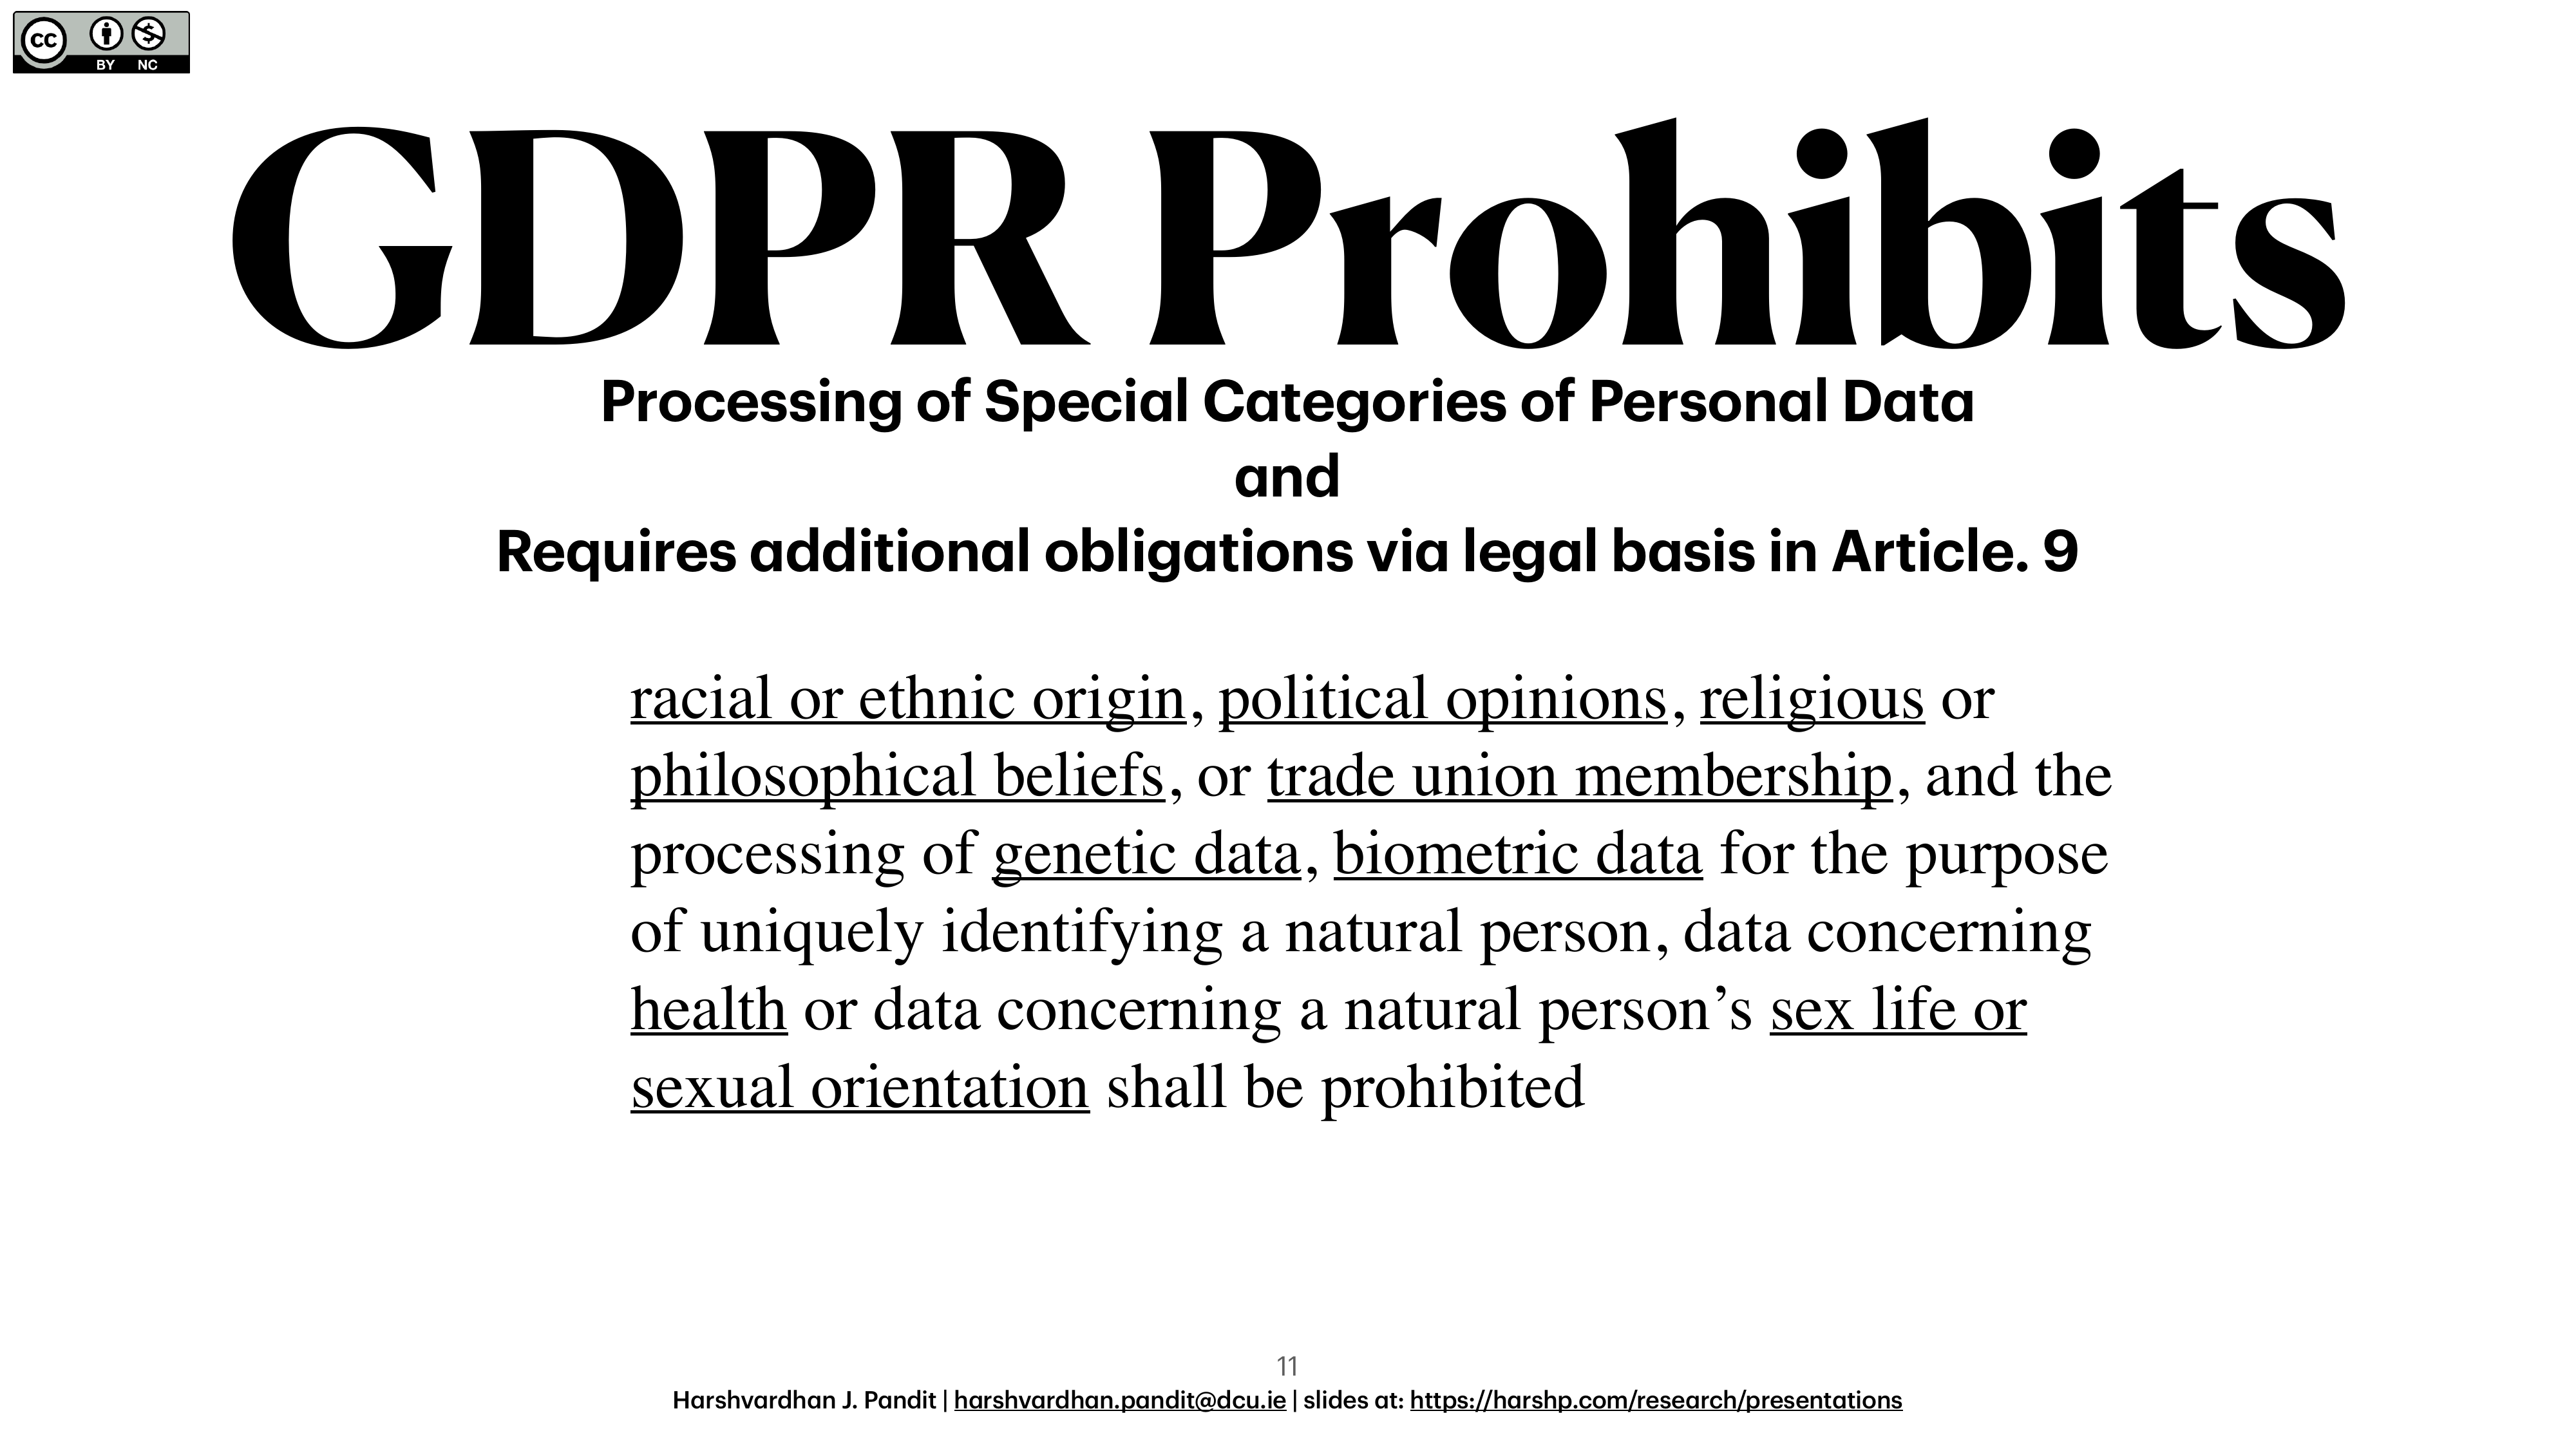 cc
BY NC
GDPR Prohibits
Processing of Special Categories of Personal Data
and
Requires additional obligations via legal basis in Article. 9
racial or ethnic origin, political opinions, religious or
philosophical beliefs, or trade union membership, and the
processing of genetic data, biometric data for the purpose
of uniquely identifying a natural person, data concerning
health or data concerning a natural person’s sex life or
sexual orientation shall be prohibited
11
Harshvardhan J. Pandit | harshvardhan.pandit@dcu.ie | slides at: https://harshp.com/research/presentations